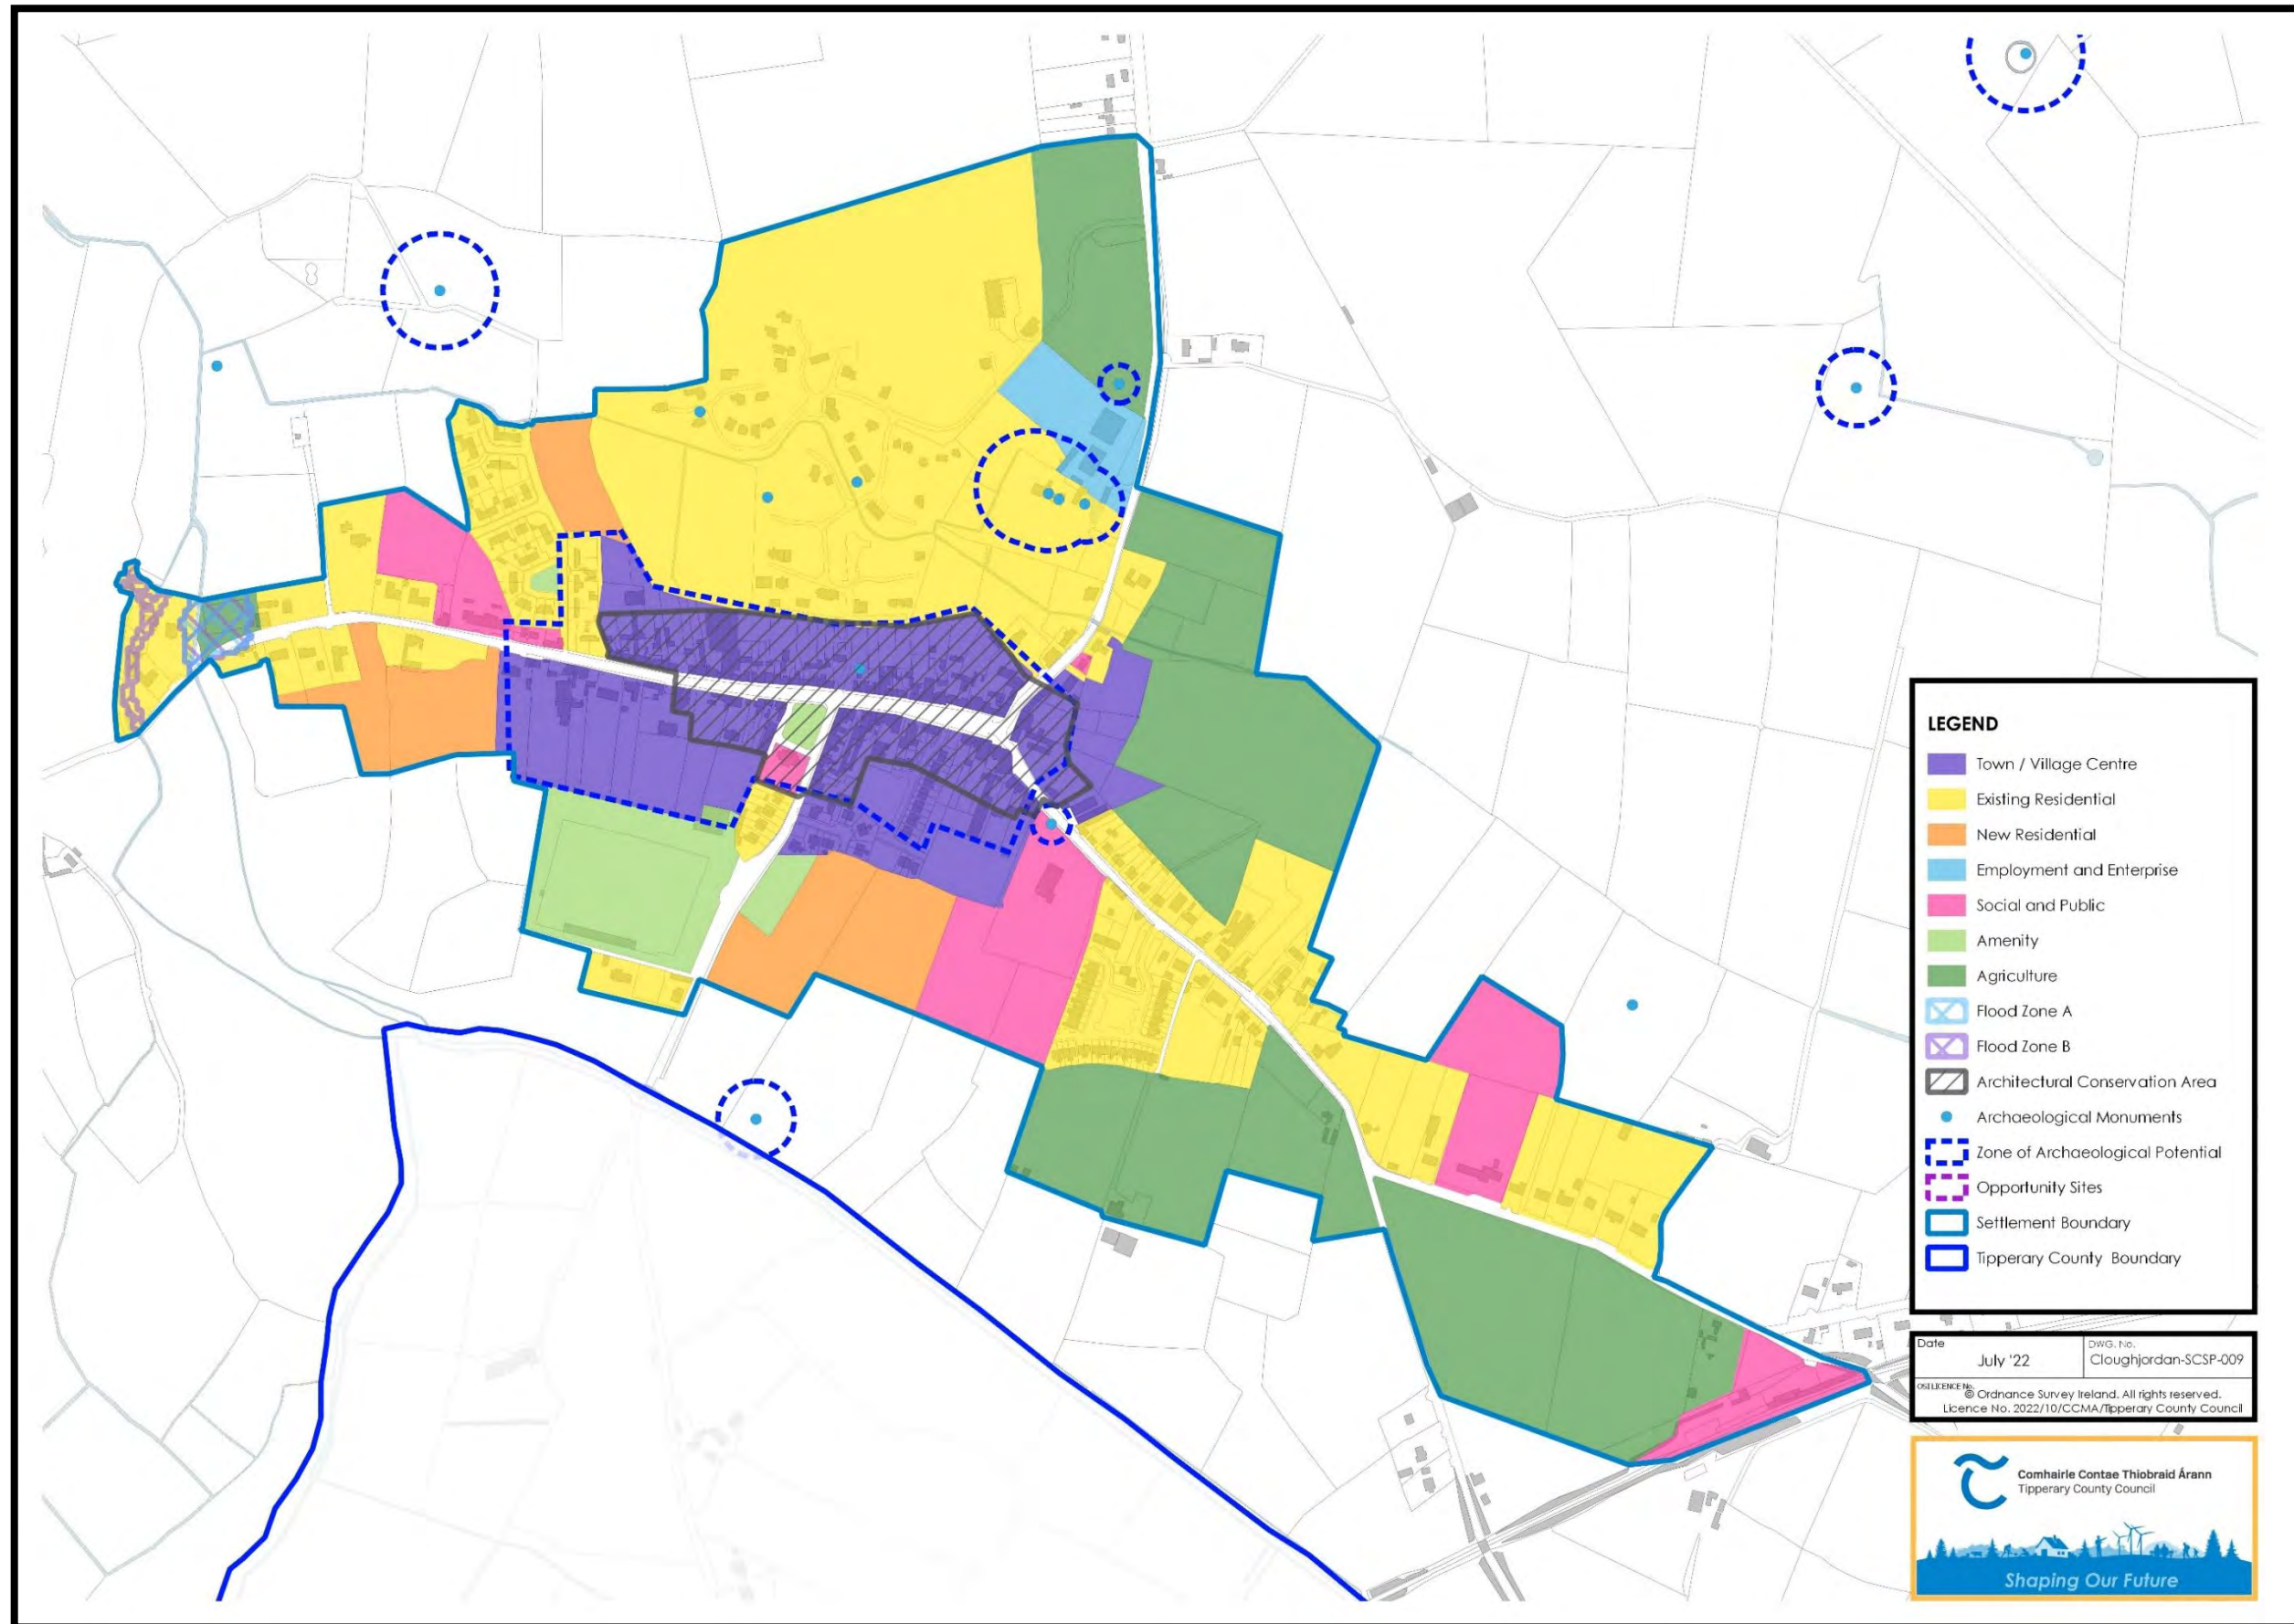 LEGEND
Town / Village Centre
Existing Residential
New Residential
Employment and Enterprise
Social and Public
Amenity
Agriculture
Flood Zone A
Flood Zone B
Architectural Conservation Area
Archaeological Monuments
Zone of Archaeological Potential
Opportunity Sites
Settlement Boundary
Tipperary County Boundary
Date
July '22
DWG. No.
Cloughjordan-SCSP-009
OSI LICENCE No.
© Ordnance Survey Ireland. All rights reserved.
Licence No. 2022/10/CCMA/Tipperary County Council
Comhairle Contae Thiobraid Árann
Tipperary County Council
Shaping Our Future